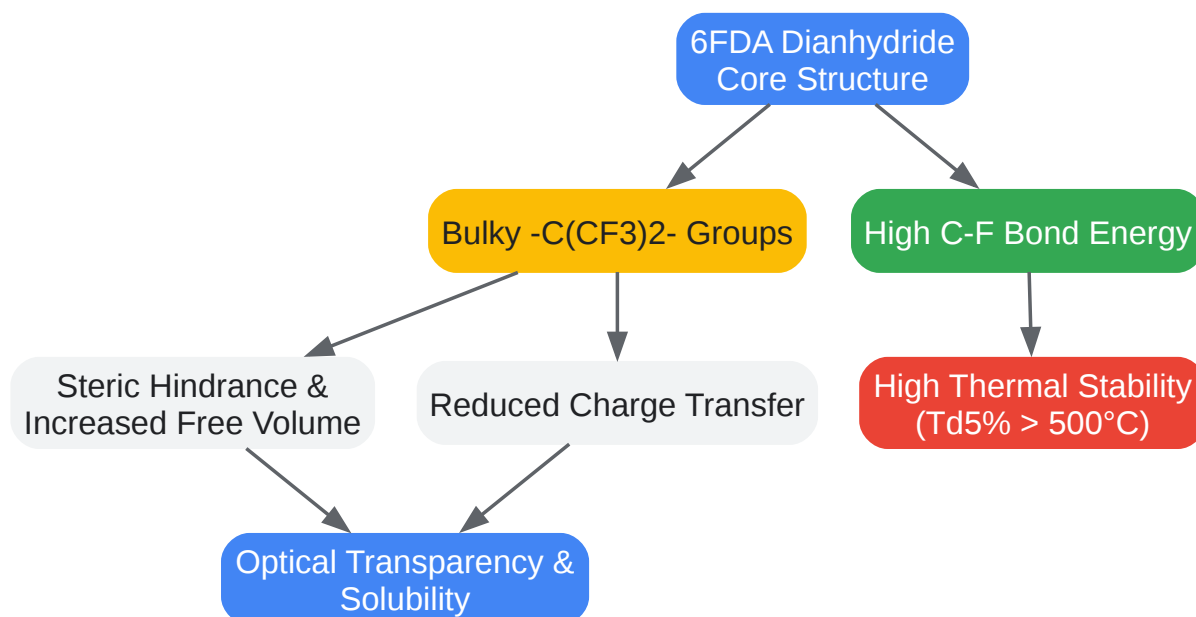 6FDA Dianhydride
Core Structure
Bulky -C(CF3)2- Groups
High C-F Bond Energy
Steric Hindrance &
Increased Free Volume
Reduced Charge Transfer
High Thermal Stability
(Td5% > 500°C)
Optical Transparency &
Solubility